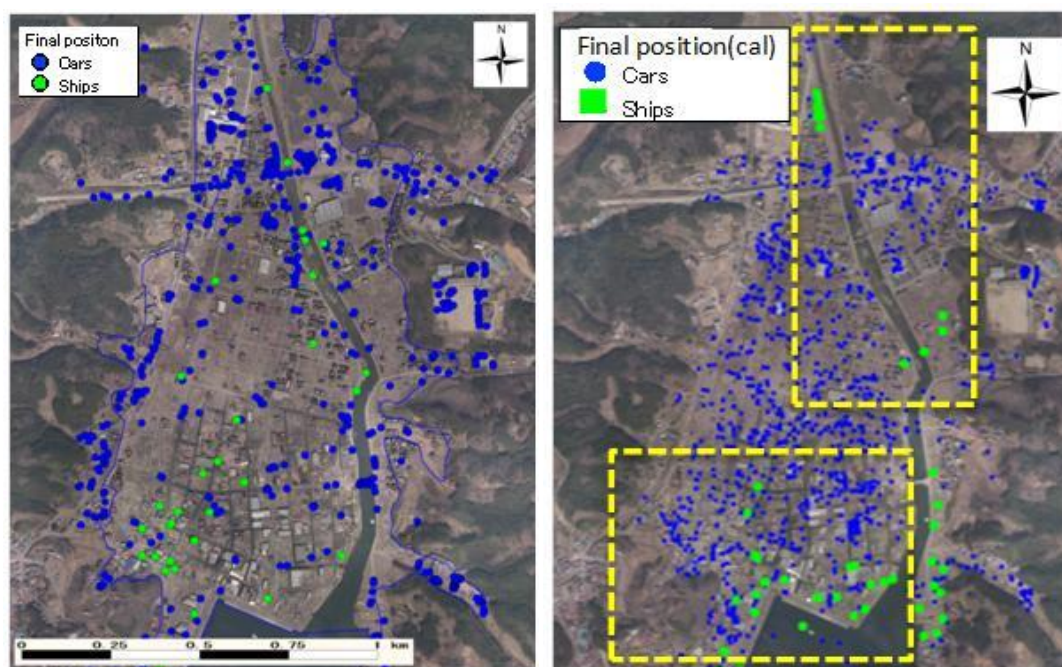 Final positon
Cars
Ships
N
0 0.25 0.5 0.75 1 km
Final position(cal)
Cars
Ships
N